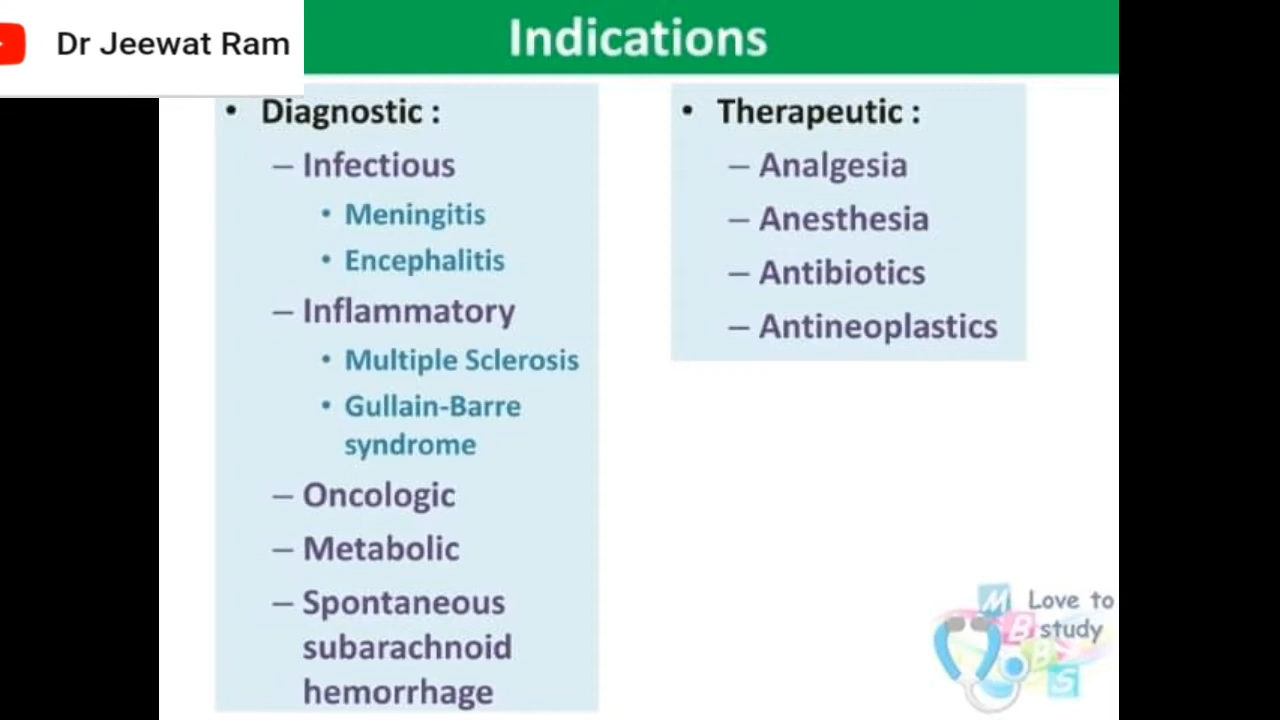 Dr Jeewat Ram
Indications
• Diagnostic :
– Infectious
• Meningitis
• Encephalitis
– Inflammatory
• Multiple Sclerosis
• Gullain-Barre
syndrome
– Oncologic
– Metabolic
– Spontaneous
subarachnoid
hemorrhage
• Therapeutic :
– Analgesia
– Anesthesia
– Antibiotics
– Antineoplastics
M Love to
B study
B
S